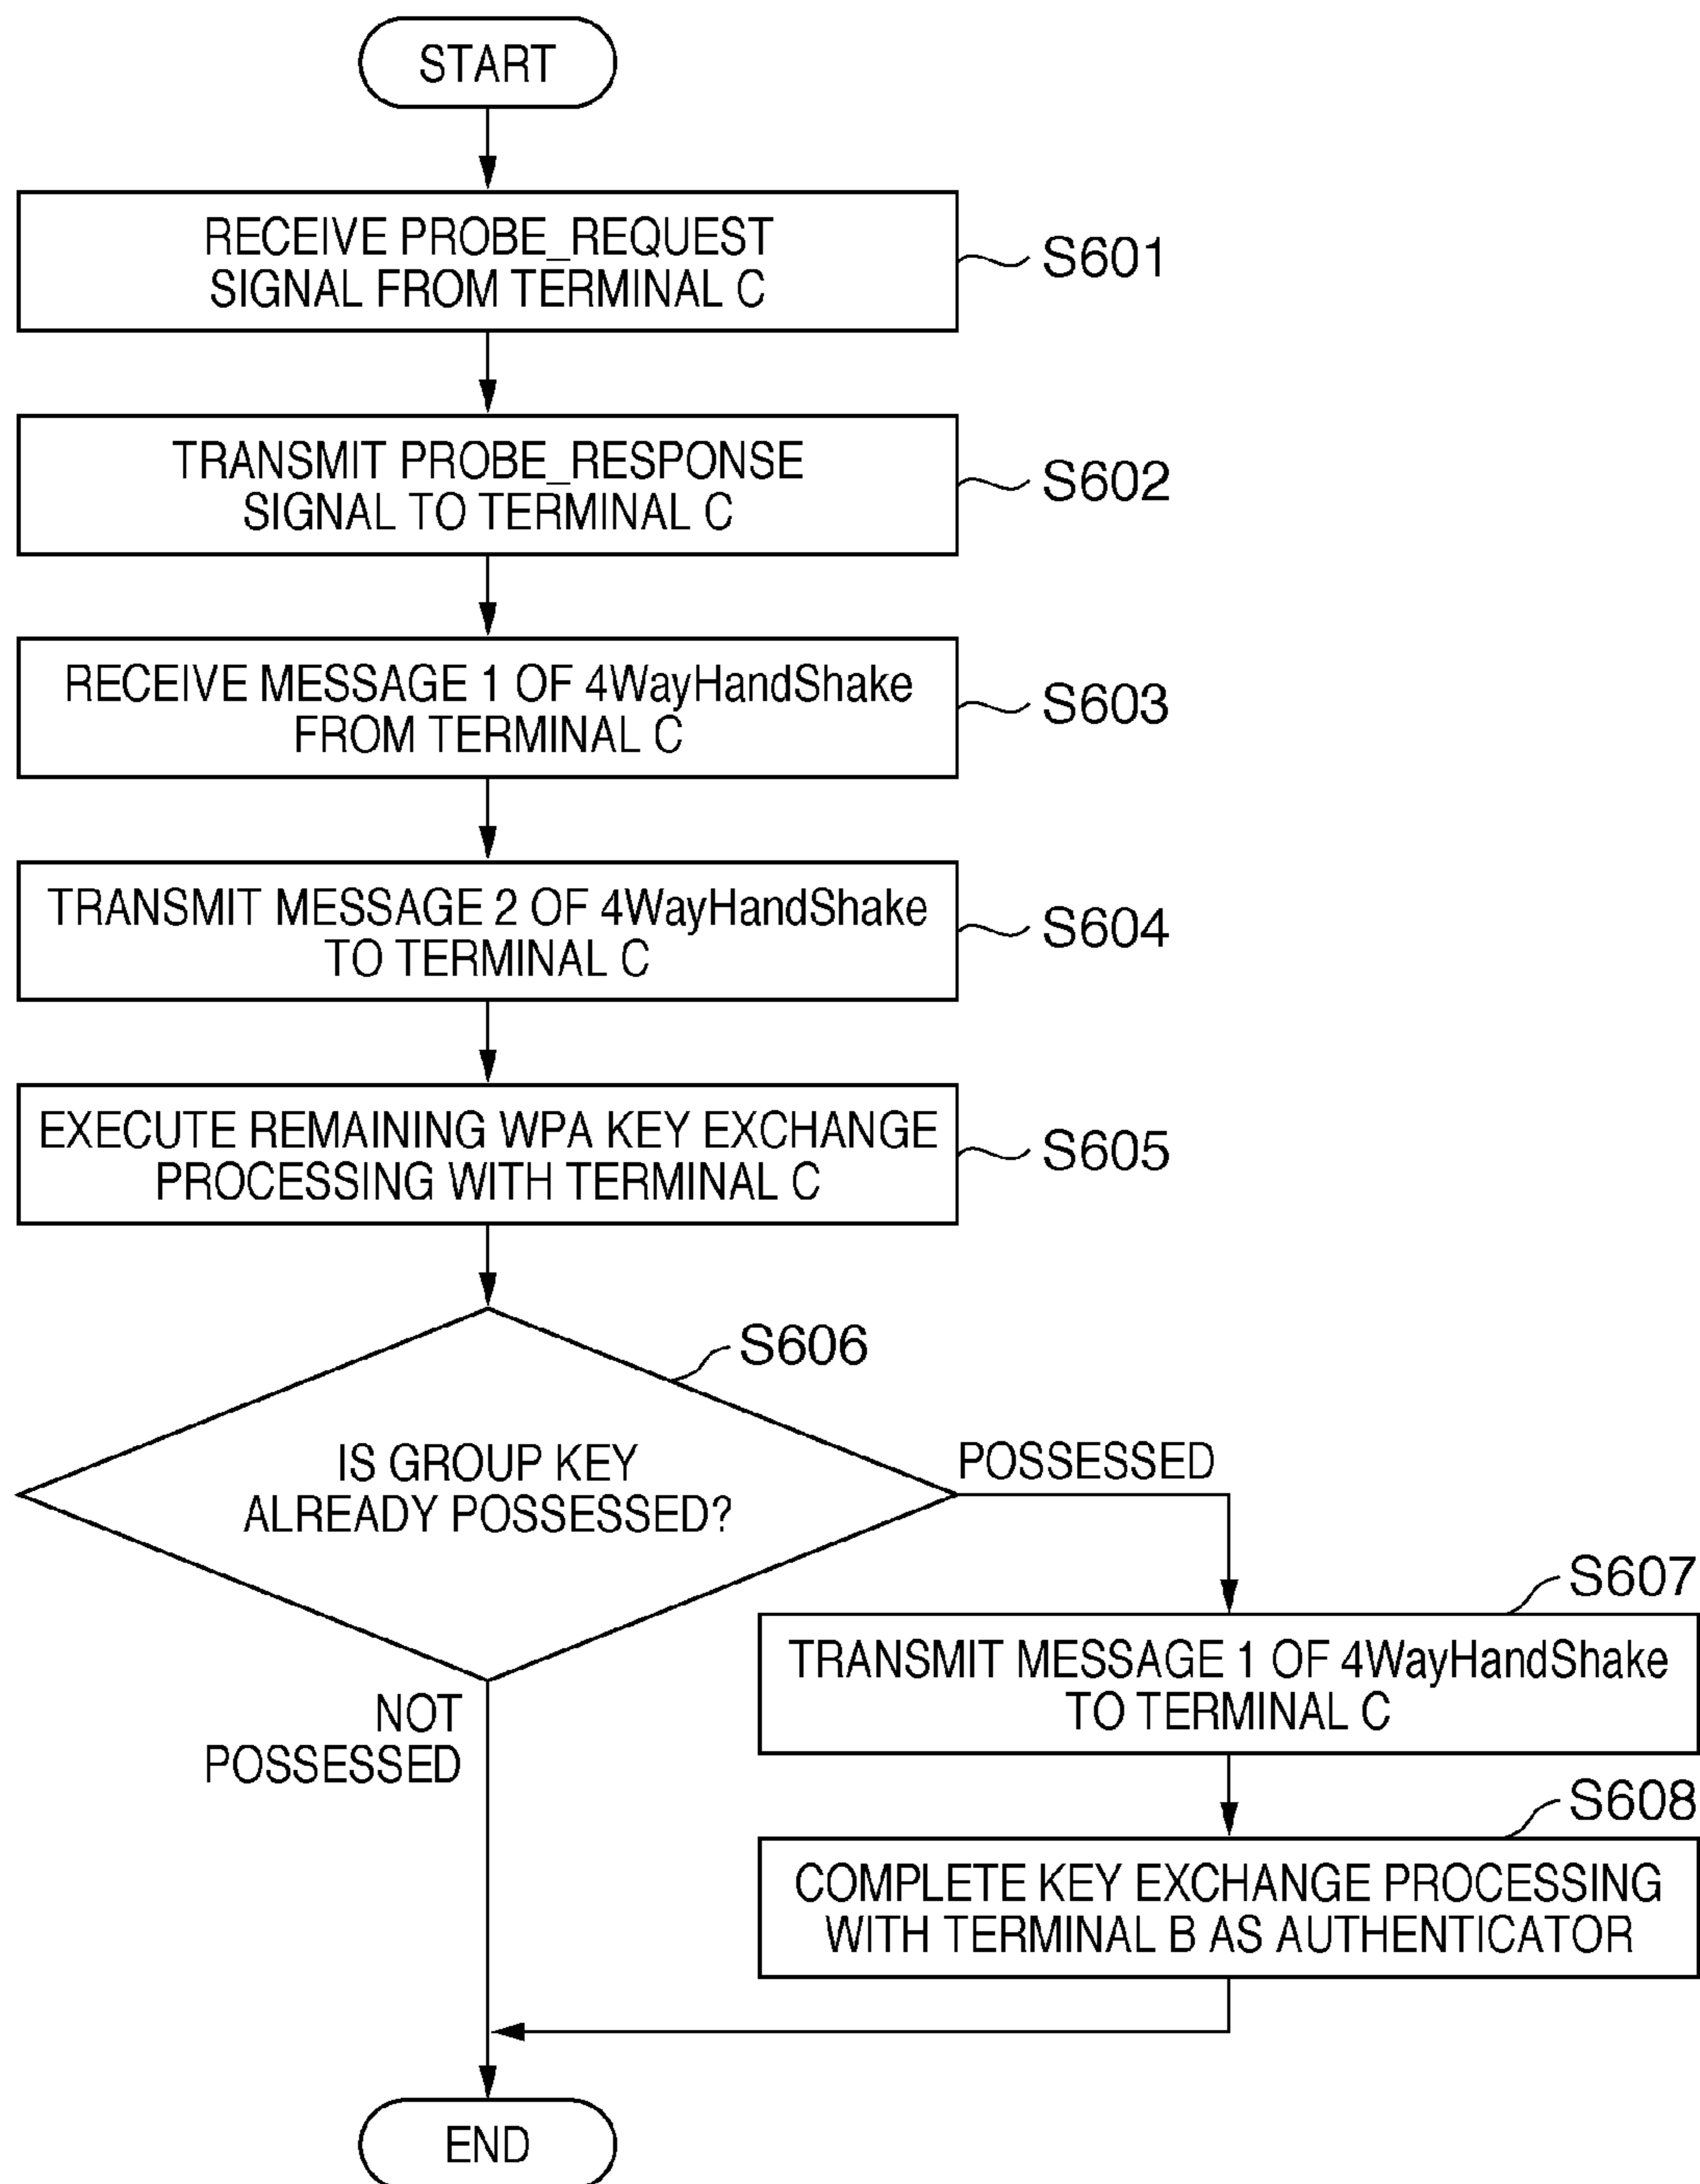 START
RECEIVE PROBE_REQUEST
SIGNAL FROM TERMINAL C
S601
TRANSMIT PROBE_RESPONSE
SIGNAL TO TERMINAL C
S602
RECEIVE MESSAGE 1 OF 4WayHandShake
FROM TERMINAL C
S603
TRANSMIT MESSAGE 2 OF 4WayHandShake
TO TERMINAL C
S604
EXECUTE REMAINING WPA KEY EXCHANGE
PROCESSING WITH TERMINAL C
S605
S606
IS GROUP KEY
ALREADY POSSESSED?
POSSESSED
S607
TRANSMIT MESSAGE 1 OF 4WayHandShake
TO TERMINAL C
NOT
POSSESSED
S608
COMPLETE KEY EXCHANGE PROCESSING
WITH TERMINAL B AS AUTHENTICATOR
END